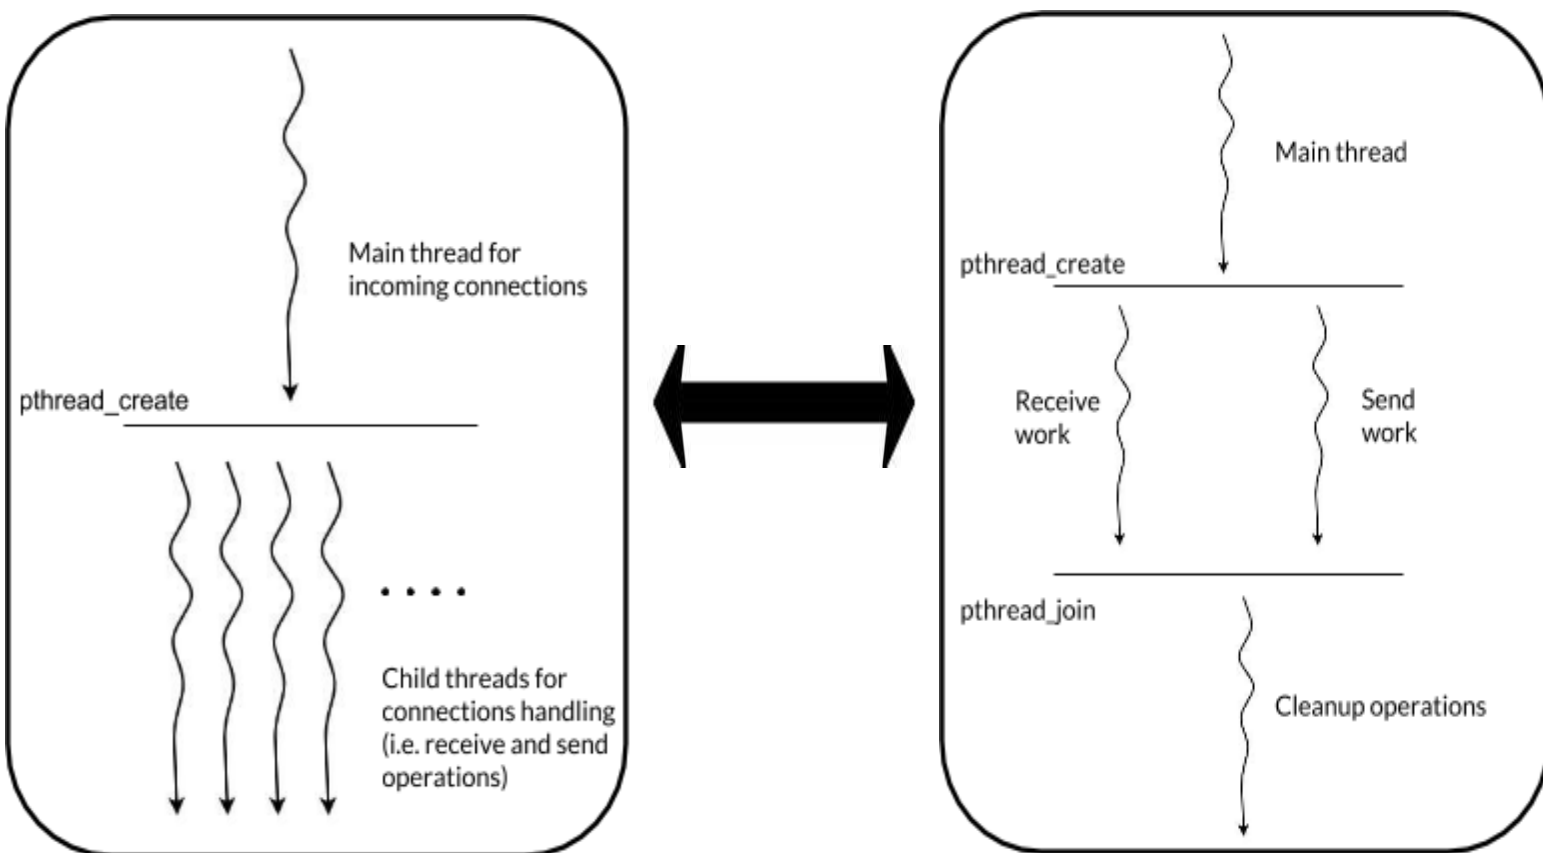 Main thread for
incoming connections
pthread_create
Child threads for
connections handling
(i.e. receive and send
operations)
Main thread
pthread_create
Receive
work
Send
work
pthread_join
Cleanup operations